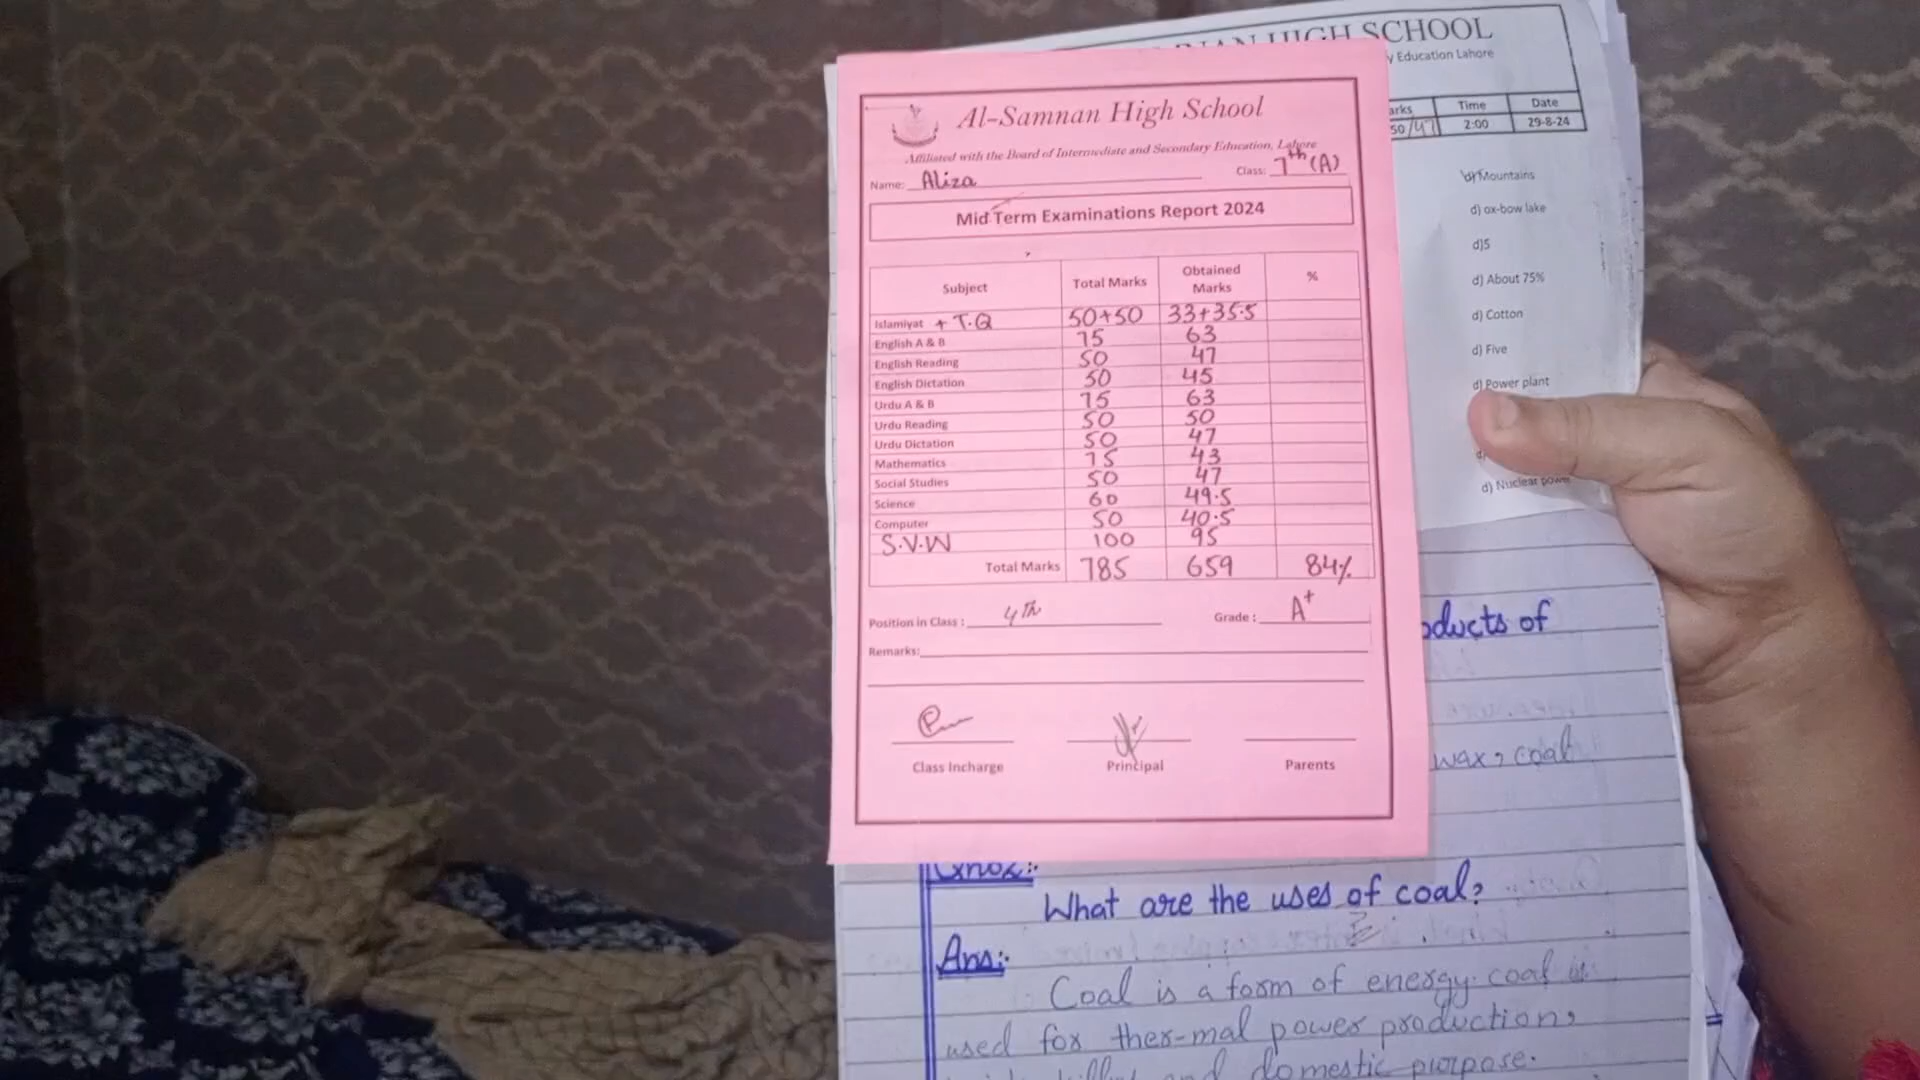 HIGH SCHOOL
y Education Lahore
arks Time Date
50/47 2:00 29-8-24
d) Mountains
d) ox-bow lake
d)5
d) About 75%
d) Cotton
d) Five
d) Power plant
d)
d) Nuclear power
Al-Samnan High School
Affiliated with the Board of Intermediate and Secondary Education, Lahore
Name: Aliza Class: 7th (A)
Mid Term Examinations Report 2024
Subject Total Marks Obtained Marks %
Islamiyat + T.Q 50+50 33+35.5
English A & B 75 63
English Reading 50 47
English Dictation 50 45
Urdu A & B 75 63
Urdu Reading 50 50
Urdu Dictation 50 47
Mathematics 75 43
Social Studies 50 47
Science 60 49.5
Computer 50 40.5
S.V.W 100 95
Total Marks 785 659 84%
Position in Class : 4th Grade : A+
Remarks:
Class Incharge Principal Parents
oducts of
wax, coal
Qno2:
What are the uses of coal?
Ans:
Coal is a form of energy. coal is
used for ther-mal power production,
and domestic purpose.